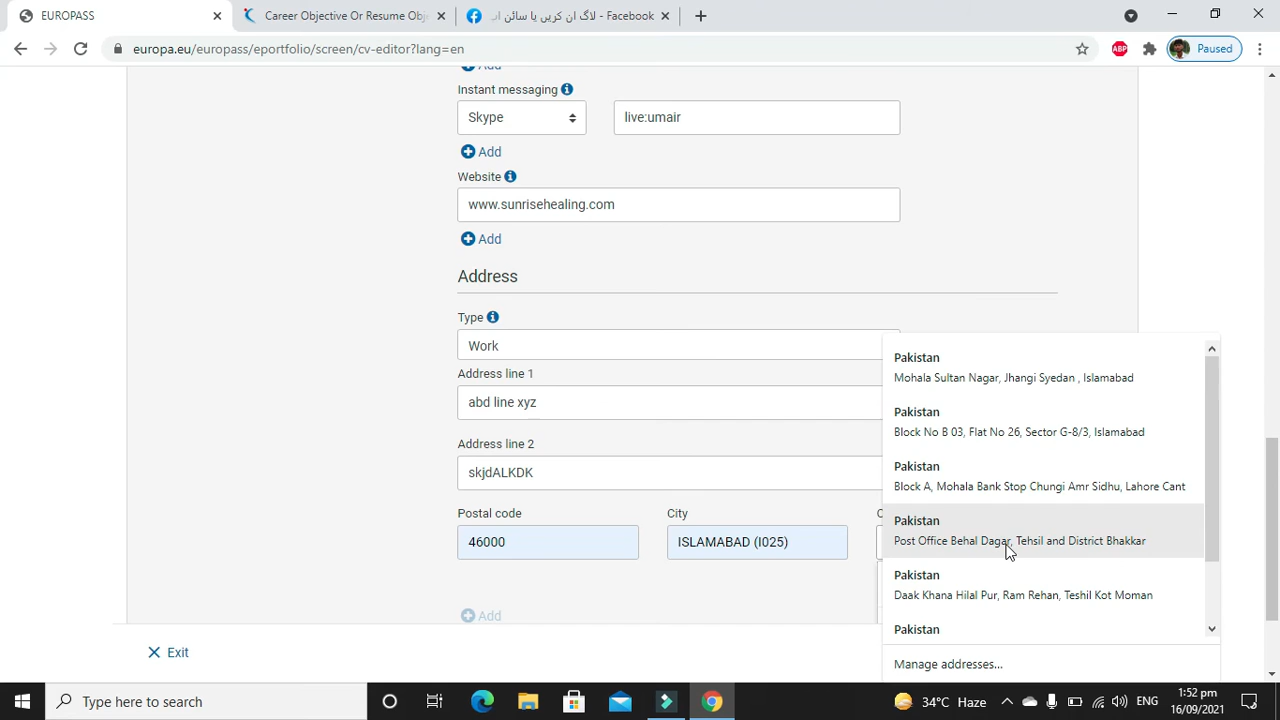 EUROPASS
Career Objective Or Resume Obje
لاگ ان کریں یا سائن اپ - Facebook
europa.eu/europass/eportfolio/screen/cv-editor?lang=en
ABP
Paused
Add
Instant messaging
Skype
live:umair
Add
Website
www.sunrisehealing.com
Add
Address
Type
Work
Address line 1
abd line xyz
Address line 2
skjdALKDK
Postal code
City
C
46000
ISLAMABAD (I025)
Add
Pakistan
Mohala Sultan Nagar, Jhangi Syedan , Islamabad
Pakistan
Block No B 03, Flat No 26, Sector G-8/3, Islamabad
Pakistan
Block A, Mohala Bank Stop Chungi Amr Sidhu, Lahore Cant
Pakistan
Post Office Behal Dagar, Tehsil and District Bhakkar
Pakistan
Daak Khana Hilal Pur, Ram Rehan, Teshil Kot Moman
Pakistan
Manage addresses...
Exit
Type here to search
34°C Haze
ENG
1:52 pm
16/09/2021